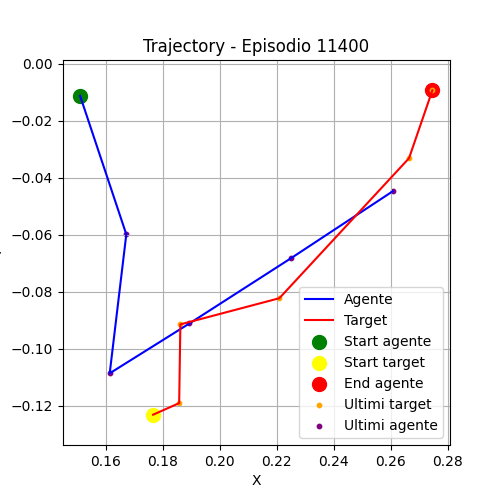 Trajectory - Episodio 11400
0.00
−0.02
−0.04
−0.06
−0.08
−0.10
−0.12
0.16
0.18
0.20
0.22
0.24
0.26
0.28
X
Agente
Target
Start agente
Start target
End agente
Ultimi target
Ultimi agente